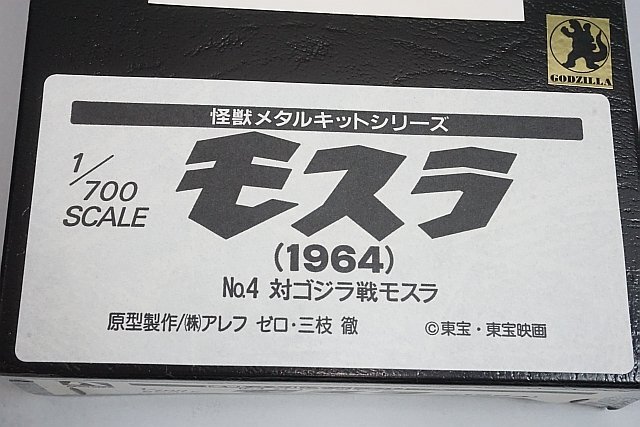 GODZILLA
怪獣メタルキットシリーズ
1/700
SCALE
モスラ
(1964)
No.4 対ゴジラ戦モスラ
原型製作/㈱アレフ ゼロ・三枝 徹
©東宝・東宝映画